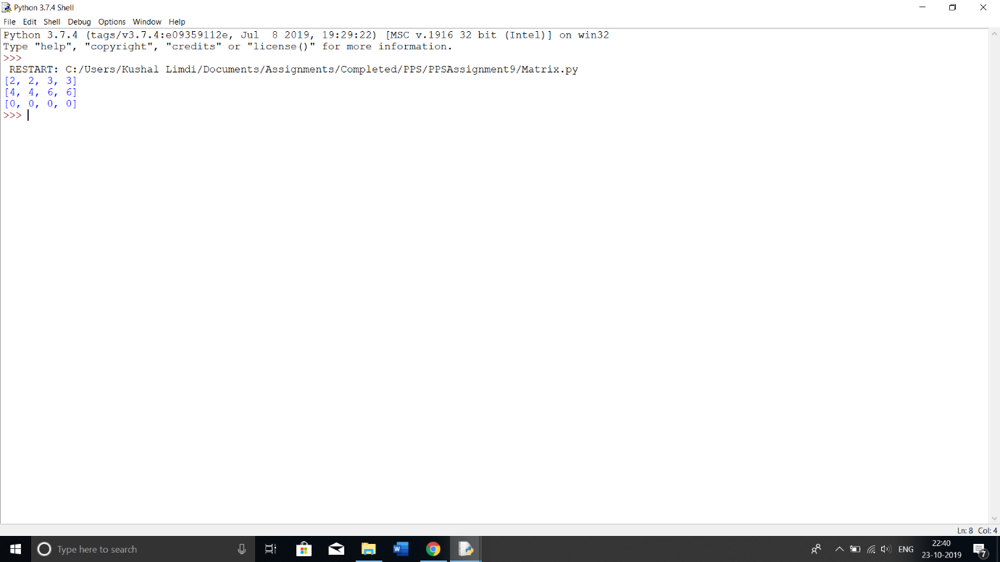 Python 3.7.4 Shell
File Edit Shell Debug Options Window Help
Python 3.7.4 (tags/v3.7.4:e09359112e, Jul  8 2019, 19:29:22) [MSC v.1916 32 bit (Intel)] on win32
Type "help", "copyright", "credits" or "license()" for more information.
>>>
 RESTART: C:/Users/Kushal Limdi/Documents/Assignments/Completed/PPS/PPSAssignment9/Matrix.py
[2, 2, 3, 3]
[4, 4, 6, 6]
[0, 0, 0, 0]
>>>
Ln: 8 Col: 4
Type here to search
W
ENG
22:40
23-10-2019
7